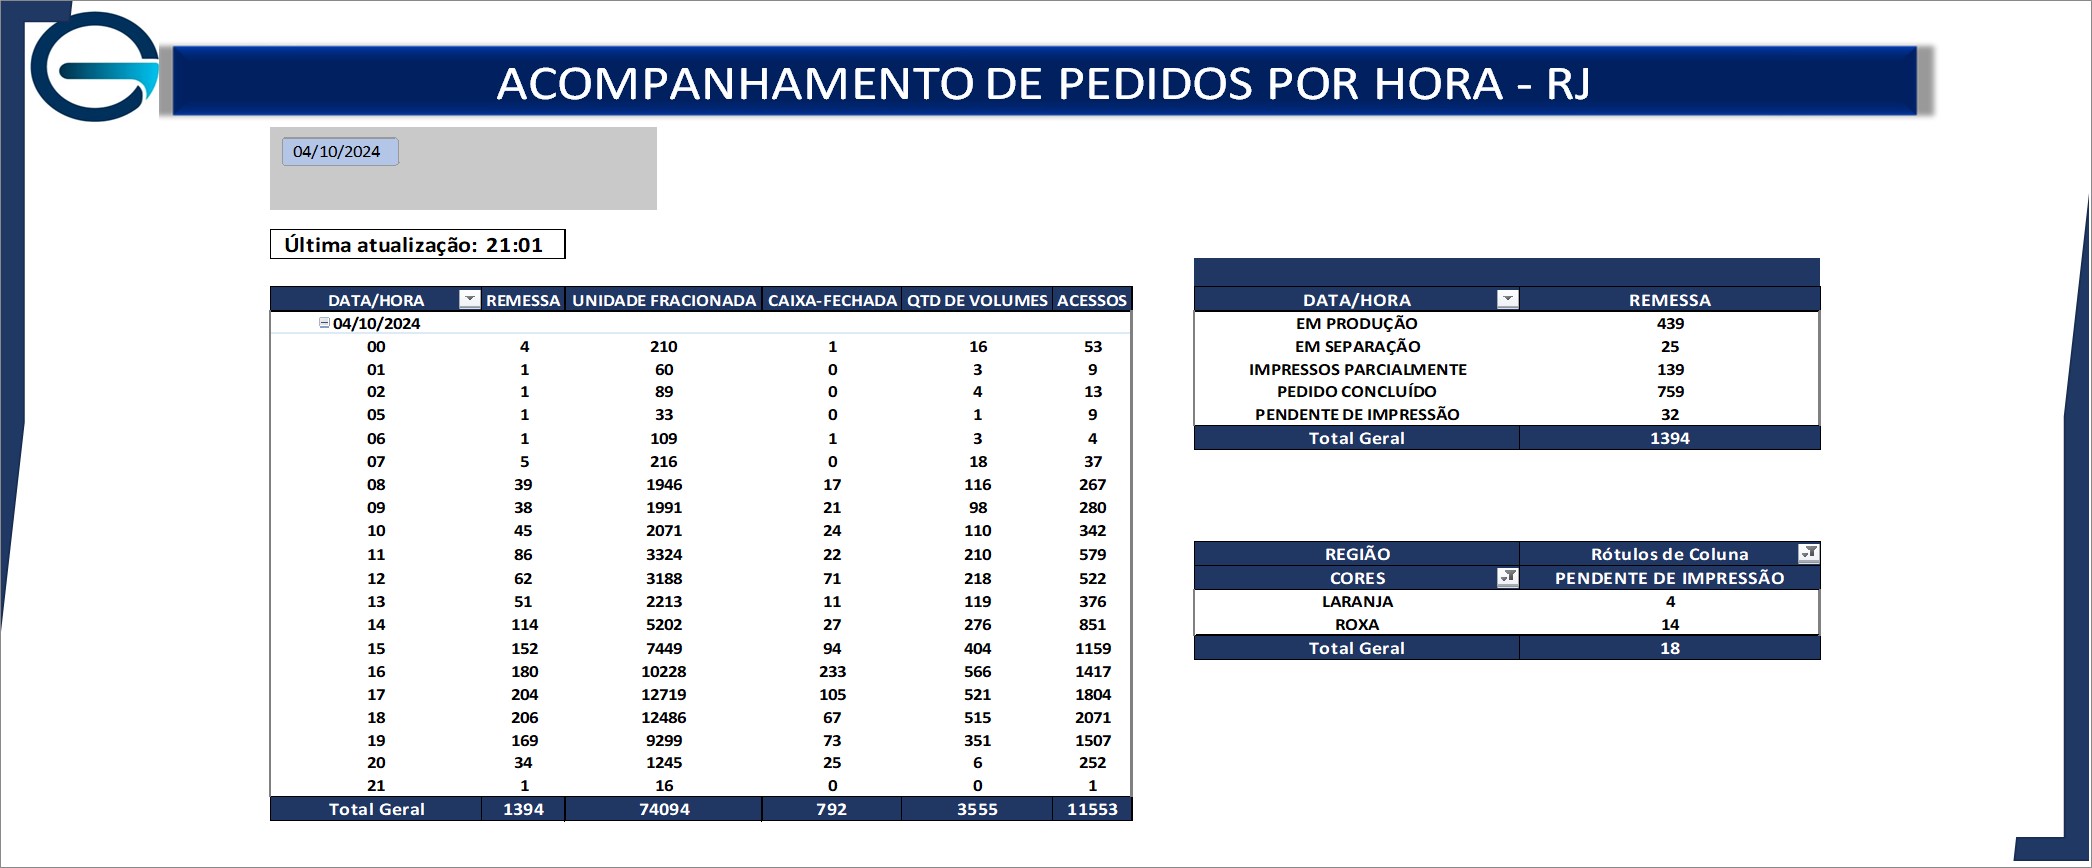 ACOMPANHAMENTO DE PEDIDOS POR HORA - RJ
04/10/2024
Última atualização: 21:01
DATA/HORA REMESSA UNIDADE FRACIONADA CAIXA-FECHADA QTD DE VOLUMES ACESSOS
04/10/2024
00 4 210 1 16 53
01 1 60 0 3 9
02 1 89 0 4 13
05 1 33 0 1 9
06 1 109 1 3 4
07 5 216 0 18 37
08 39 1946 17 116 267
09 38 1991 21 98 280
10 45 2071 24 110 342
11 86 3324 22 210 579
12 62 3188 71 218 522
13 51 2213 11 119 376
14 114 5202 27 276 851
15 152 7449 94 404 1159
16 180 10228 233 566 1417
17 204 12719 105 521 1804
18 206 12486 67 515 2071
19 169 9299 73 351 1507
20 34 1245 25 6 252
21 1 16 0 0 1
Total Geral 1394 74094 792 3555 11553
DATA/HORA REMESSA
EM PRODUÇÃO 439
EM SEPARAÇÃO 25
IMPRESSOS PARCIALMENTE 139
PEDIDO CONCLUÍDO 759
PENDENTE DE IMPRESSÃO 32
Total Geral 1394
REGIÃO Rótulos de Coluna
CORES PENDENTE DE IMPRESSÃO
LARANJA 4
ROXA 14
Total Geral 18